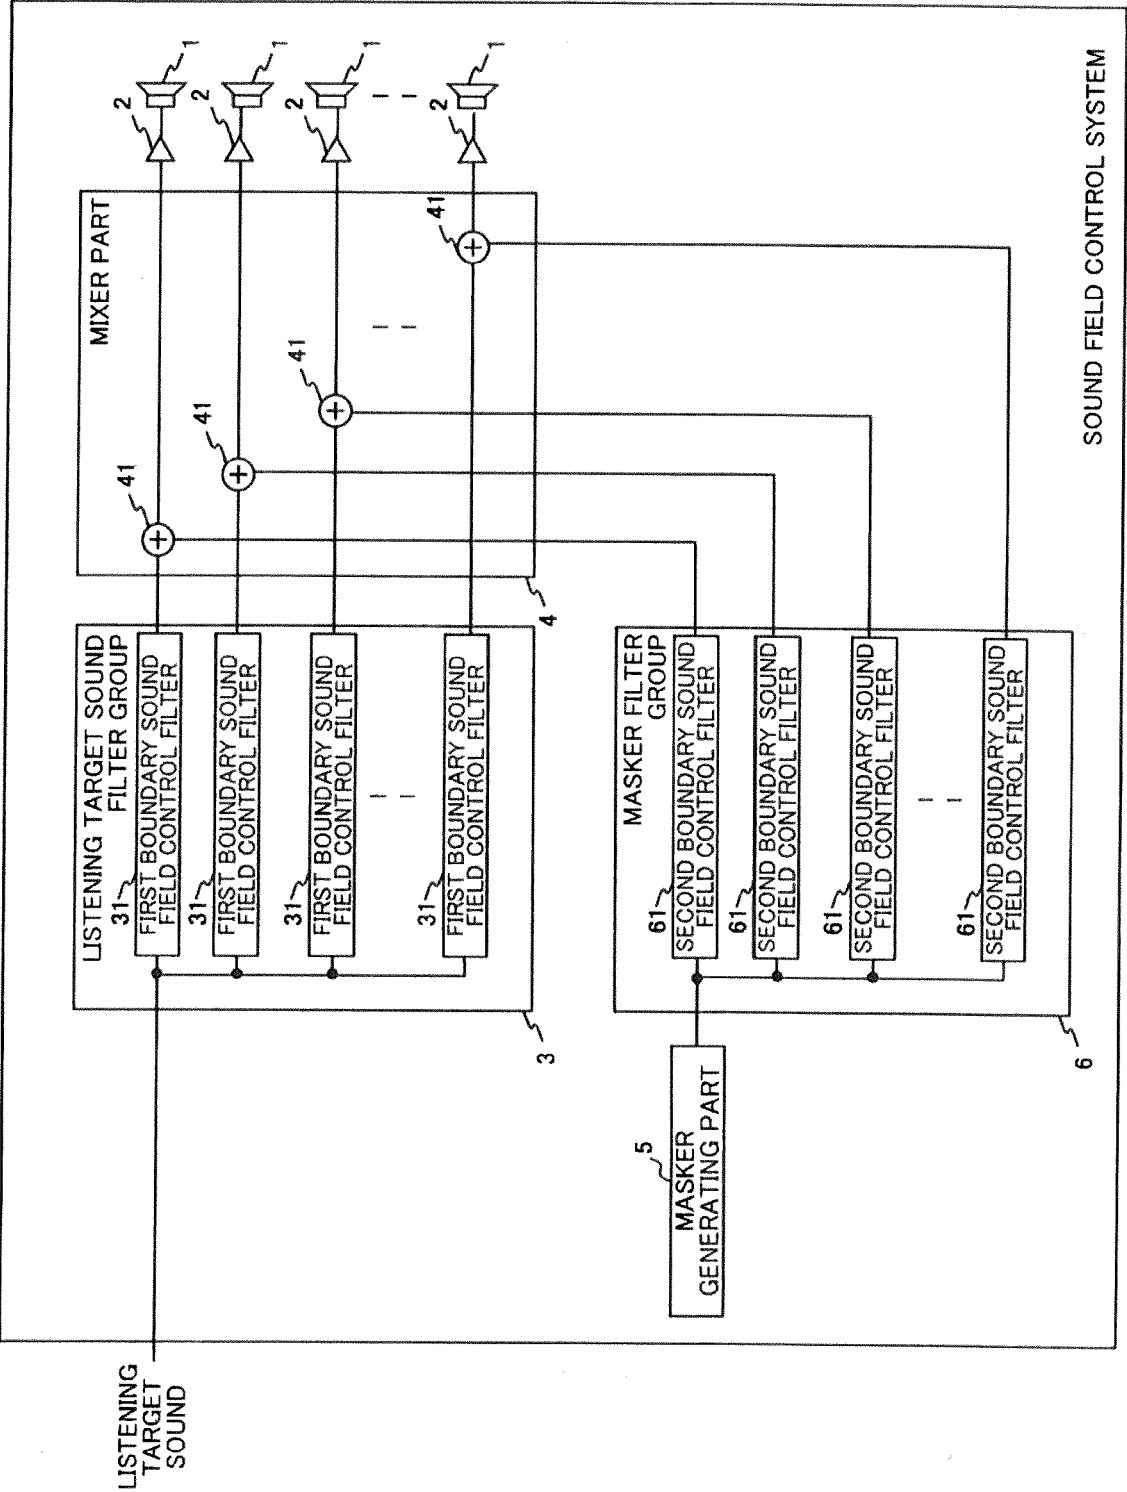 LISTENING
TARGET
SOUND
LISTENING TARGET SOUND
FILTER GROUP
31
FIRST BOUNDARY SOUND
FIELD CONTROL FILTER
31
FIRST BOUNDARY SOUND
FIELD CONTROL FILTER
31
FIRST BOUNDARY SOUND
FIELD CONTROL FILTER
31
FIRST BOUNDARY SOUND
FIELD CONTROL FILTER
3
MIXER PART
41
41
41
41
4
2
1
2
1
2
1
2
1
5
MASKER
GENERATING PART
MASKER FILTER
GROUP
61
SECOND BOUNDARY SOUND
FIELD CONTROL FILTER
61
SECOND BOUNDARY SOUND
FIELD CONTROL FILTER
61
SECOND BOUNDARY SOUND
FIELD CONTROL FILTER
61
SECOND BOUNDARY SOUND
FIELD CONTROL FILTER
6
SOUND FIELD CONTROL SYSTEM